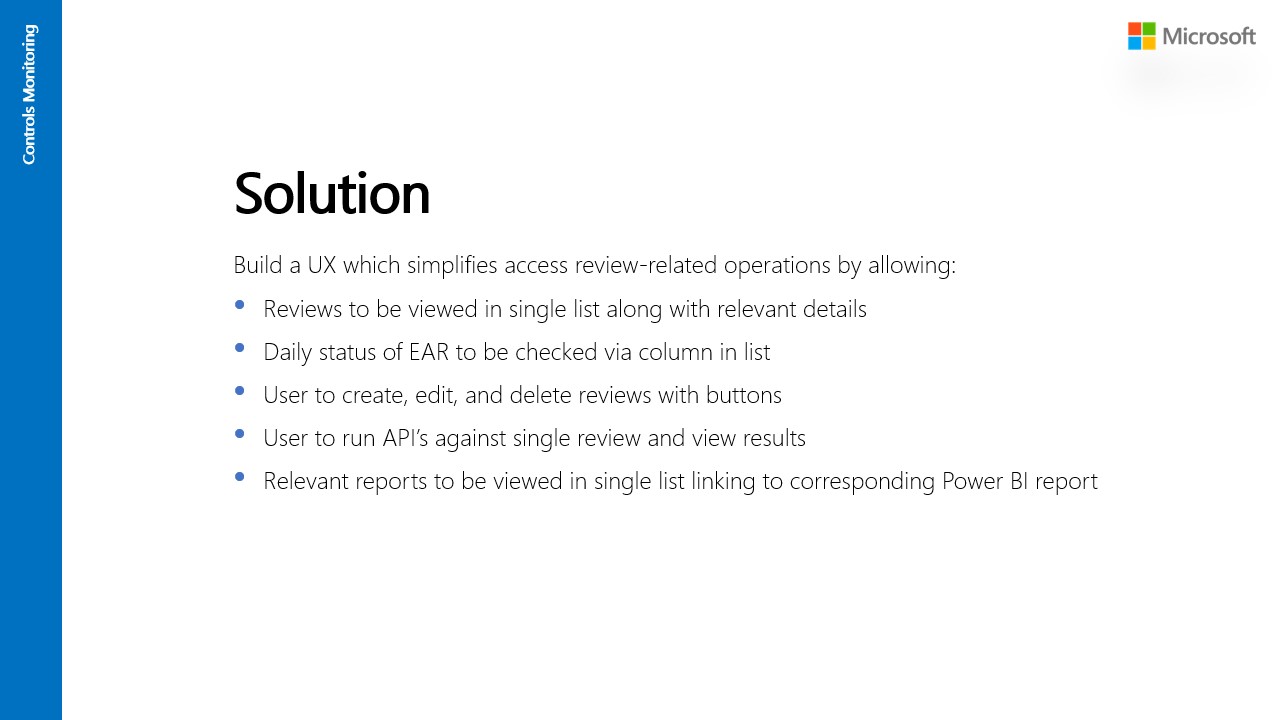 Controls Monitoring
Microsoft
Solution
Build a UX which simplifies access review-related operations by allowing:
• Reviews to be viewed in single list along with relevant details
• Daily status of EAR to be checked via column in list
• User to create, edit, and delete reviews with buttons
• User to run API’s against single review and view results
• Relevant reports to be viewed in single list linking to corresponding Power BI report